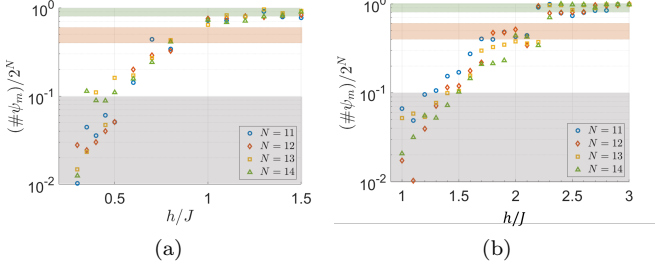 10^0
(#ψ_m)/2^N
10^{-1}
10^{-2}
0.5
1
1.5
h/J
N = 11
N = 12
N = 13
N = 14
(a)
10^0
(#ψ_m)/2^N
10^{-1}
10^{-2}
1
1.5
2
2.5
3
h/J
N = 11
N = 12
N = 13
N = 14
(b)